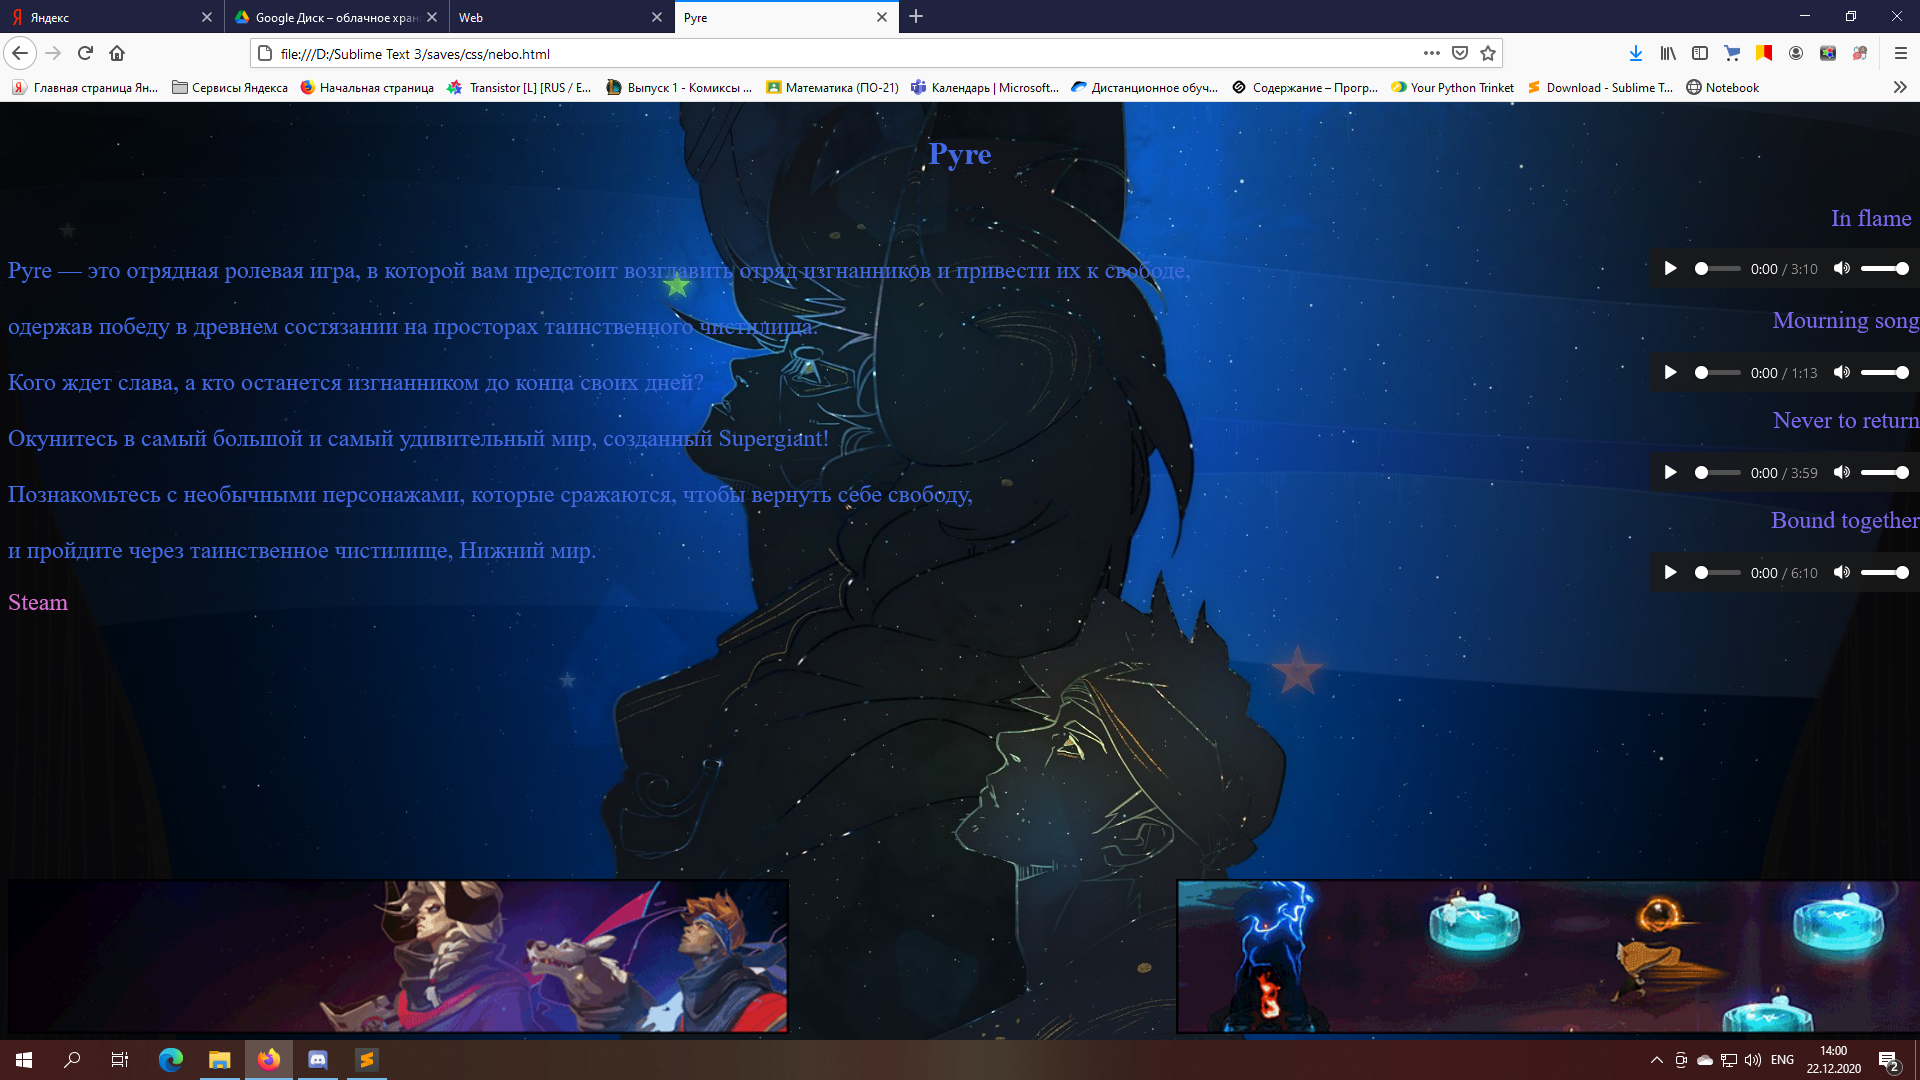 Яндекс
Google Диск – облачное хран
Web
Pyre
file:///D:/Sublime Text 3/saves/css/nebo.html
Главная страница Ян...
Сервисы Яндекса
Начальная страница
Transistor [L] [RUS / E...
Выпуск 1 - Комиксы ...
Математика (ПО-21)
Календарь | Microsoft...
Дистанционное обуч...
Содержание – Прогр...
Your Python Trinket
Download - Sublime T...
Notebook
Pyre
In flame
0:00 / 3:10
Mourning song
0:00 / 1:13
Never to return
0:00 / 3:59
Bound together
0:00 / 6:10
Pyre — это отрядная ролевая игра, в которой вам предстоит возглавить отряд изгнанников и привести их к свободе,
одержав победу в древнем состязании на просторах таинственного чистилища.
Кого ждет слава, а кто останется изгнанником до конца своих дней?
Окунитесь в самый большой и самый удивительный мир, созданный Supergiant!
Познакомьтесь с необычными персонажами, которые сражаются, чтобы вернуть себе свободу,
и пройдите через таинственное чистилище, Нижний мир.
Steam
ENG
14:00
22.12.2020
2